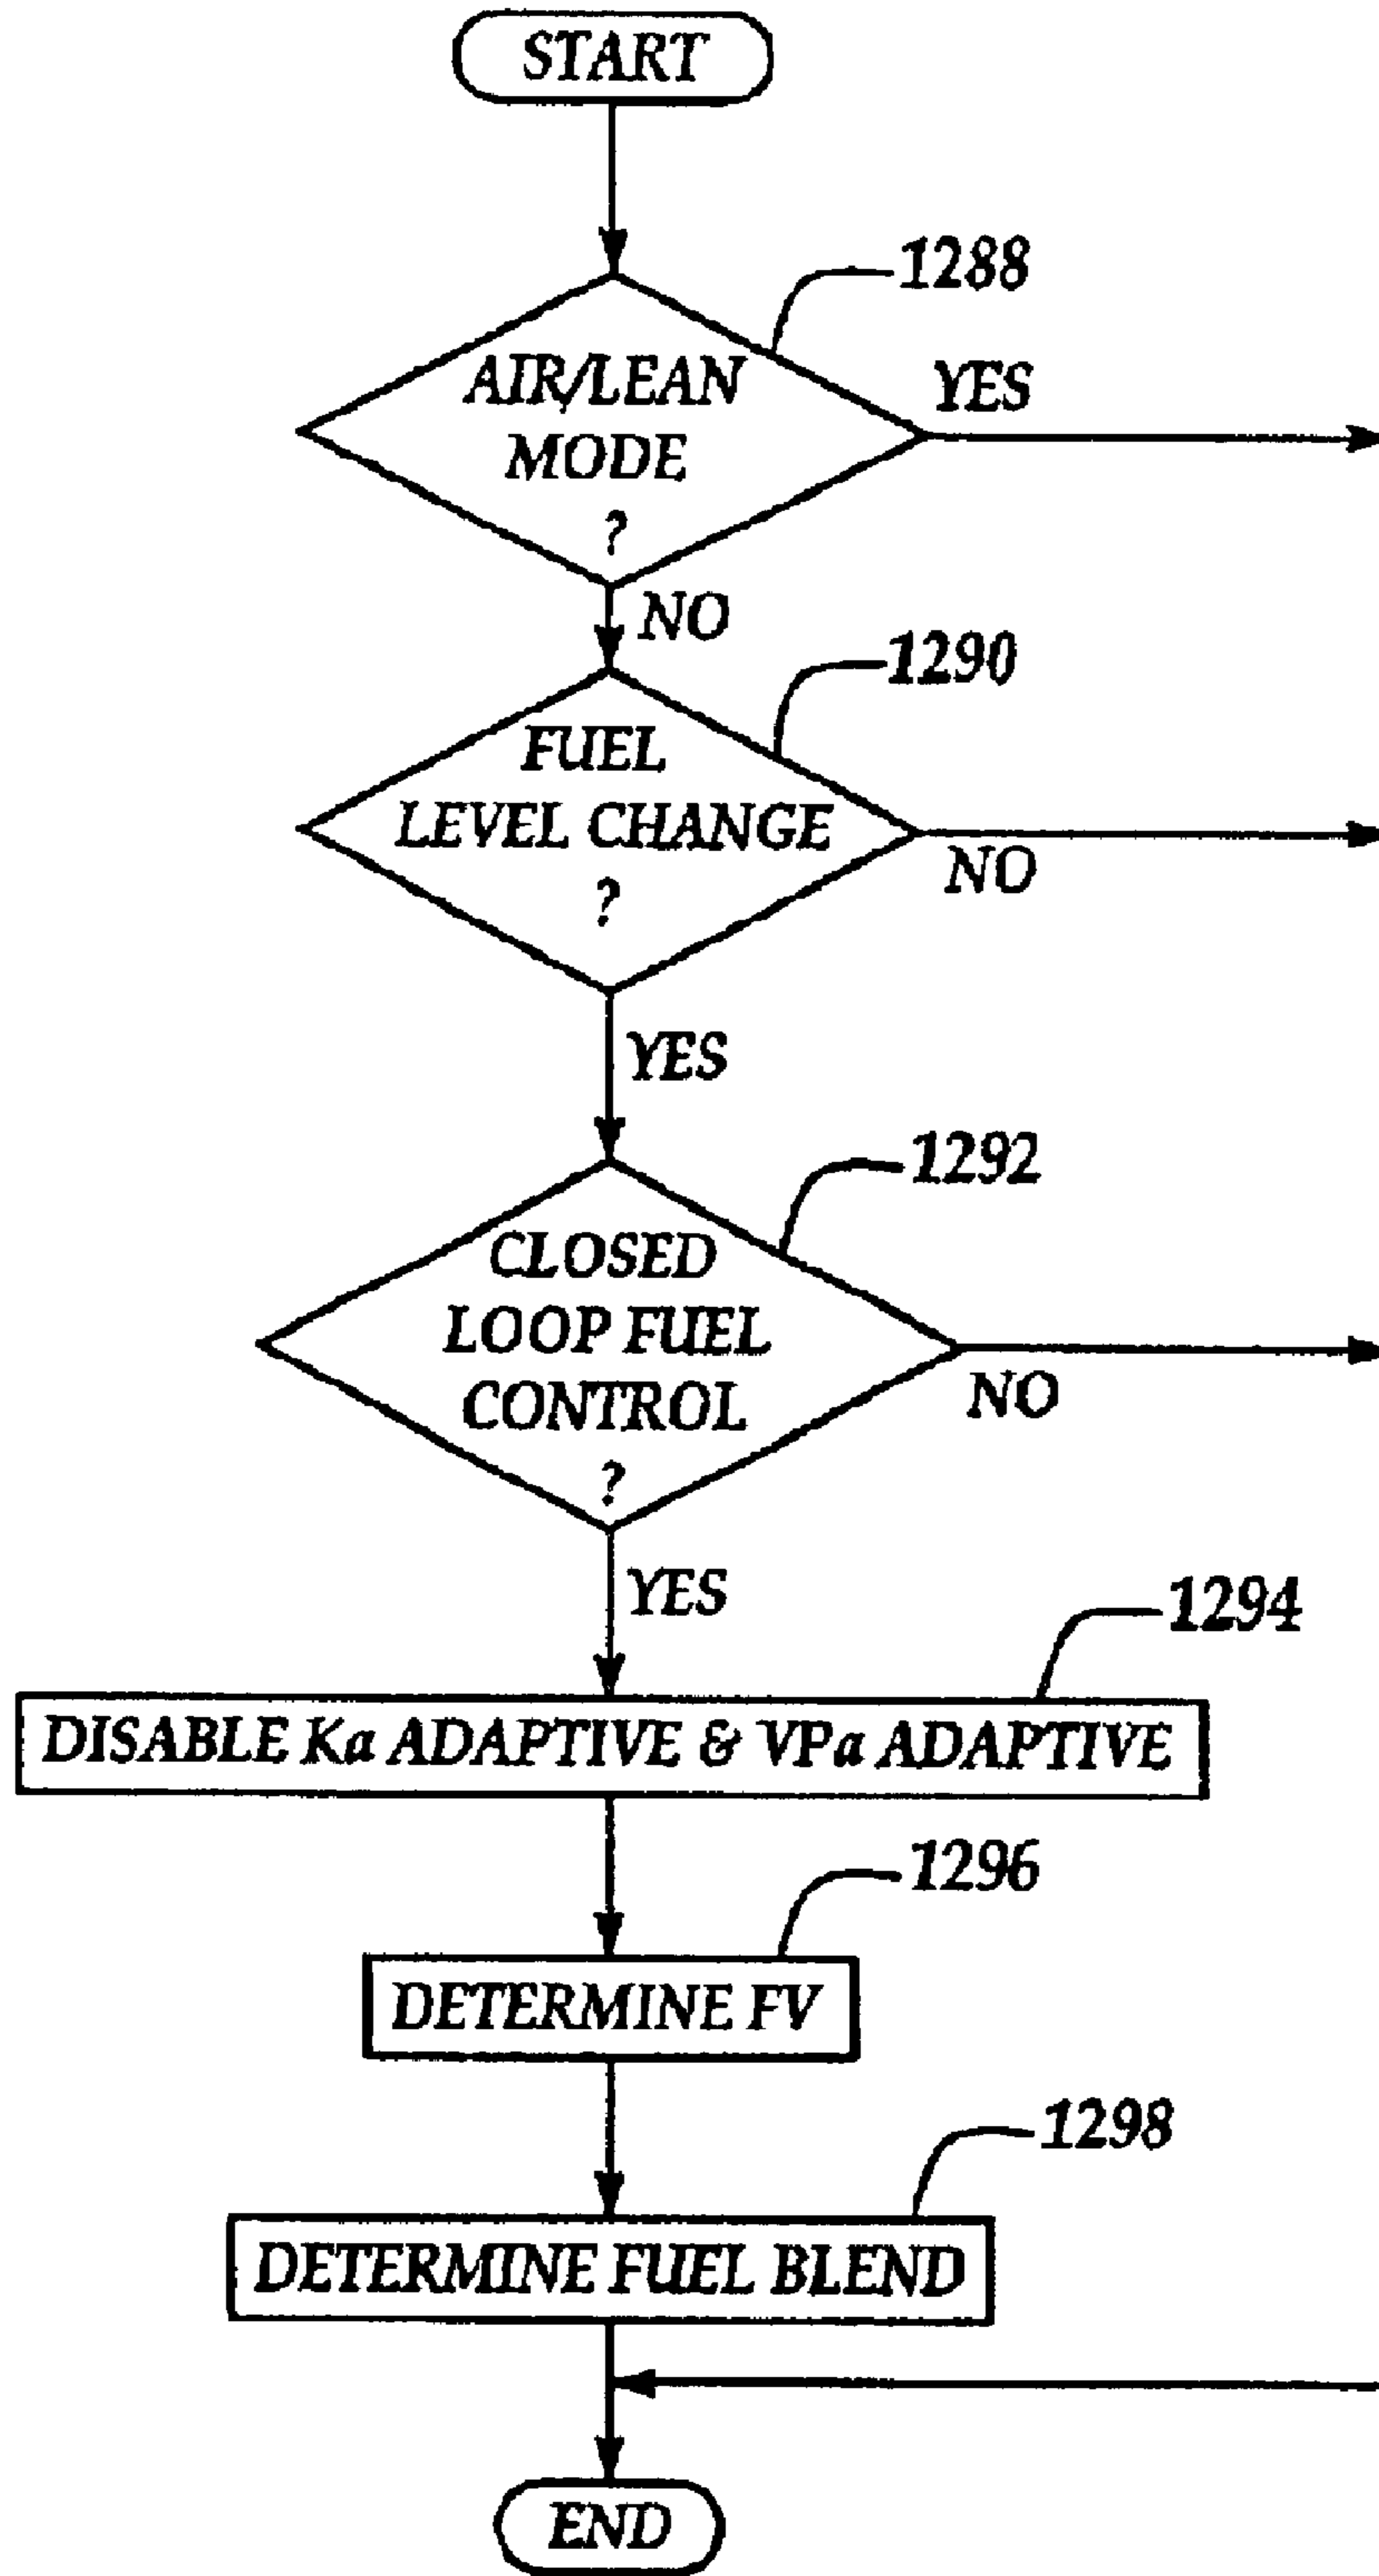 START
1288
AIR/LEAN
MODE
?
YES
NO
1290
FUEL
LEVEL CHANGE
?
NO
YES
1292
CLOSED
LOOP FUEL
CONTROL
?
NO
YES
1294
DISABLE Ka ADAPTIVE & VPa ADAPTIVE
1296
DETERMINE FV
1298
DETERMINE FUEL BLEND
END